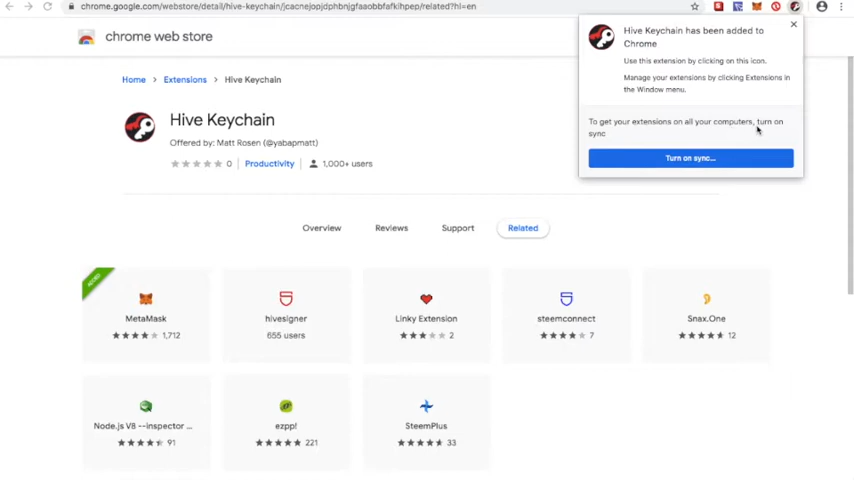 chrome.google.com/webstore/detail/hive-keychain/jcacnejopjdphbnjgfaaobbfafkihpep/related?hl=en
chrome web store
Hive Keychain has been added to
Chrome
Use this extension by clicking on this icon.
Manage your extensions by clicking Extensions in
the Window menu.
To get your extensions on all your computers, turn on
sync
Turn on sync...
Home
Extensions
Hive Keychain
Hive Keychain
Offered by: Matt Rosen (@yabapmatt)
0
Productivity
1,000+ users
Overview
Reviews
Support
Related
ADDED
MetaMask
1,712
hivesigner
655 users
Linky Extension
2
steemconnect
7
Snax.One
12
Node.js V8 --inspector ...
91
ezpp!
221
SteemPlus
33